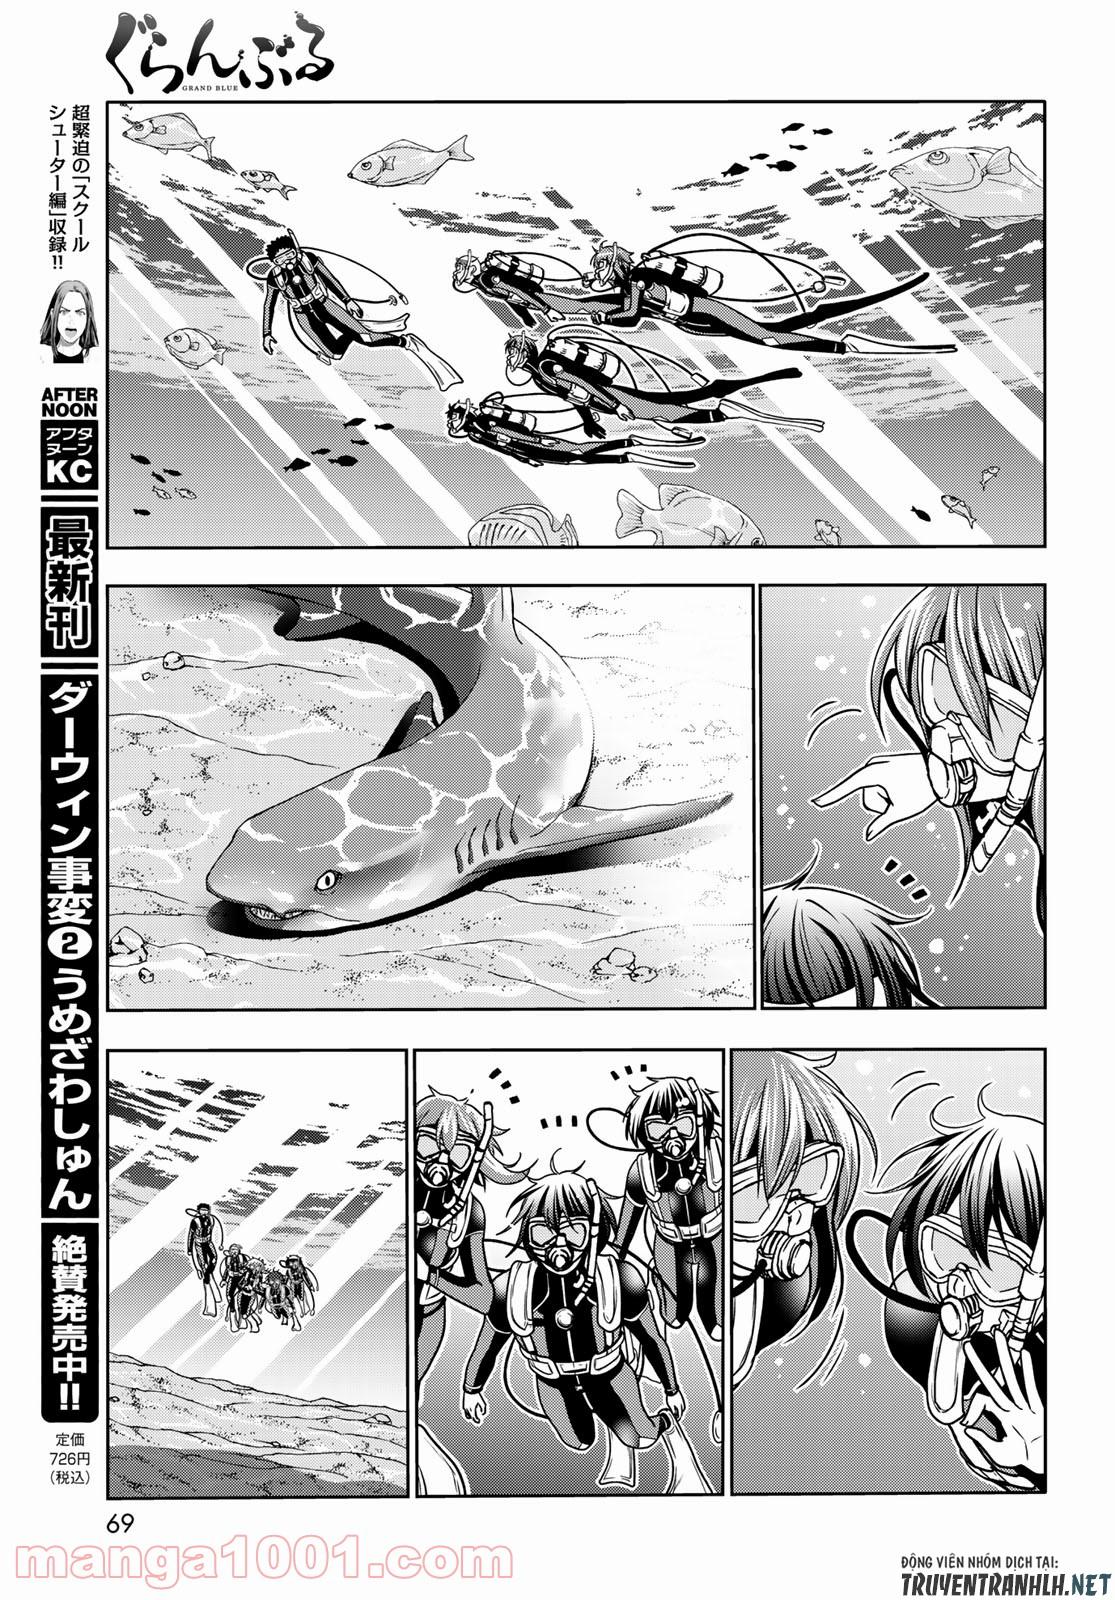 ぐらんぶる
GRAND BLUE
超緊迫の「スクール
シューター編」収録!!
AFTER
NOON
アフタ
ヌーン
KC
最新刊
ダーウィン事変2うめざわしゅん
絶賛発売中!!
定価
726円
(税込)
69
manga1001.com
ĐỘNG VIÊN NHÓM DỊCH TẠI:
TRUYENTRANHLH.NET